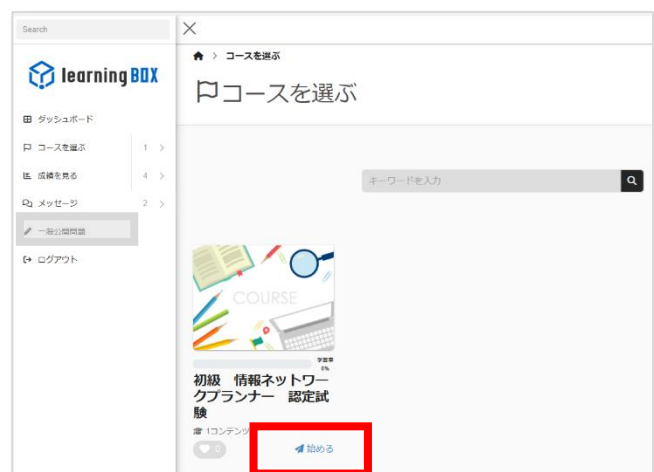 Search
learningBOX
ダッシュボード
コースを選ぶ 1
成績を見る 4
メッセージ 2
一般公開問題
ログアウト
コースを選ぶ
コースを選ぶ
キーワードを入力
COURSE
学習率
0%
初級 情報ネットワー
クプランナー 認定試
験
1コンテンツ
0
始める